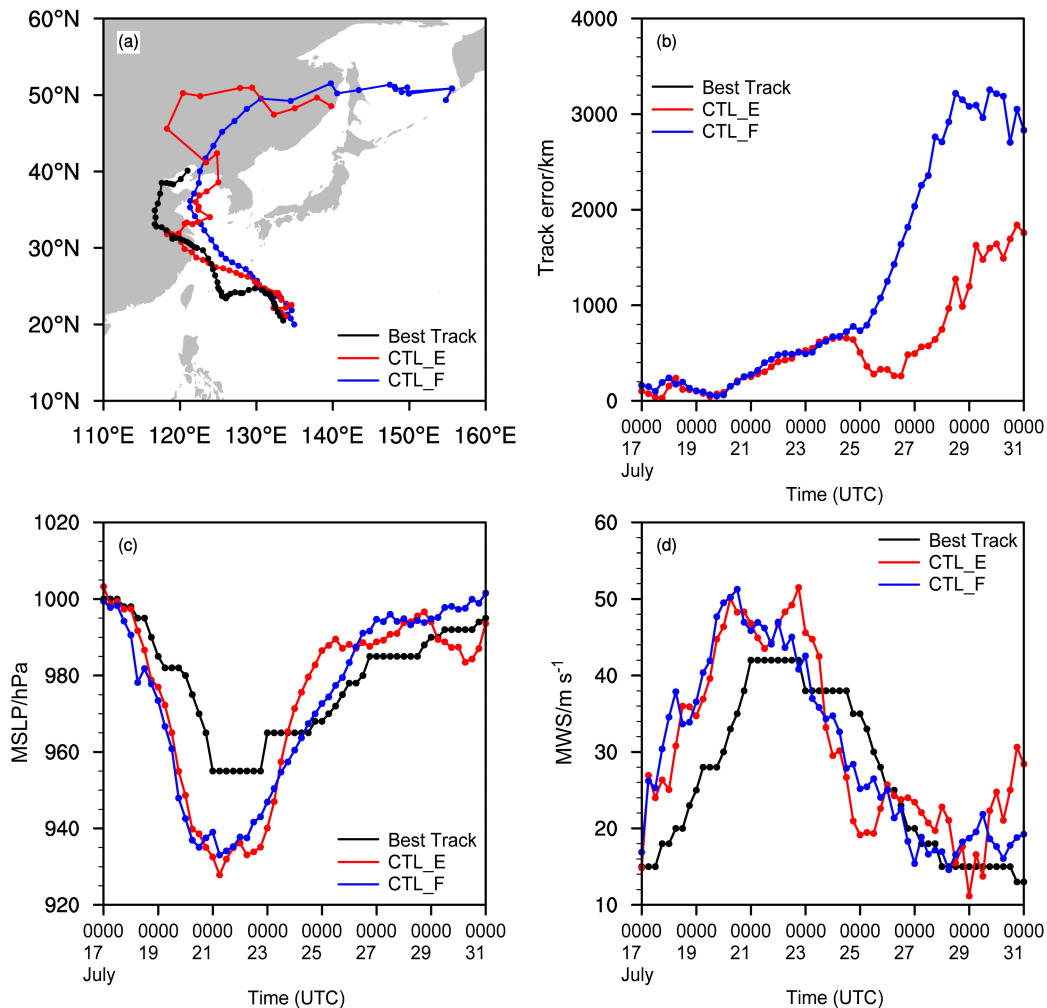 (a)
60°N
50°N
40°N
30°N
20°N
10°N
110°E 120°E 130°E 140°E 150°E 160°E
Best Track
CTL_E
CTL_F
(b)
Track error/km
4000
3000
2000
1000
0
Best Track
CTL_E
CTL_F
0000 0000 0000 0000 0000 0000 0000 0000
17 19 21 23 25 27 29 31
July
Time (UTC)
(c)
MSLP/hPa
1020
1000
980
960
940
920
Best Track
CTL_E
CTL_F
0000 0000 0000 0000 0000 0000 0000 0000
17 19 21 23 25 27 29 31
July
Time (UTC)
(d)
MWS/m s⁻¹
60
50
40
30
20
10
Best Track
CTL_E
CTL_F
0000 0000 0000 0000 0000 0000 0000 0000
17 19 21 23 25 27 29 31
July
Time (UTC)